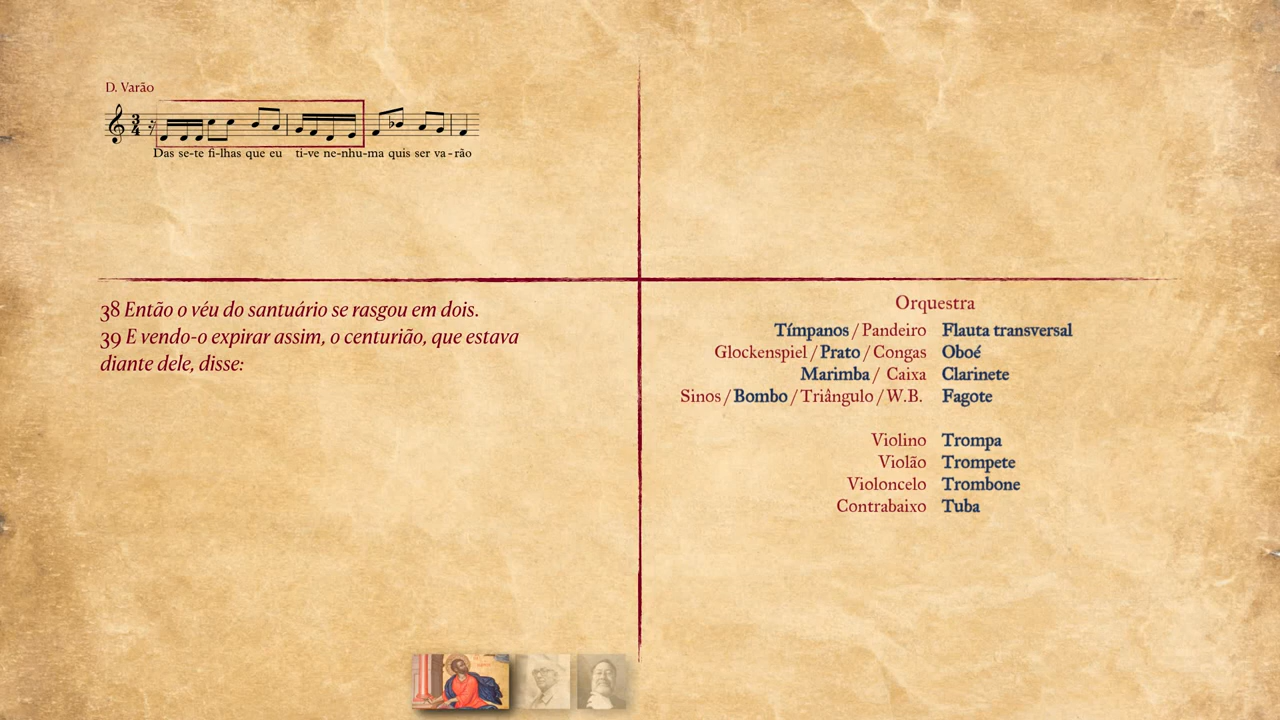 D. Varão
3
4
Das se-te fi-lhas que eu ti-ve ne-nhu-ma quis ser va-rão
38 Então o véu do santuário se rasgou em dois.
39 E vendo-o expirar assim, o centurião, que estava
diante dele, disse:
Orquestra
Tímpanos / Pandeiro Flauta transversal
Glockenspiel / Prato / Congas Oboé
Marimba / Caixa Clarinete
Sinos / Bombo / Triângulo / W.B. Fagote
Violino Trompa
Violão Trompete
Violoncelo Trombone
Contrabaixo Tuba